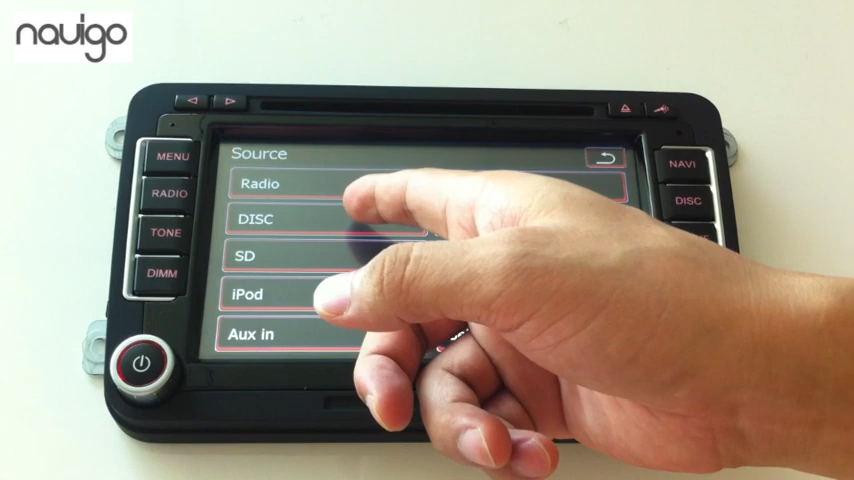 navigo
MENU
RADIO
TONE
DIMM
Source
Radio
DISC
SD
iPod
Aux in
NAVI
DISC